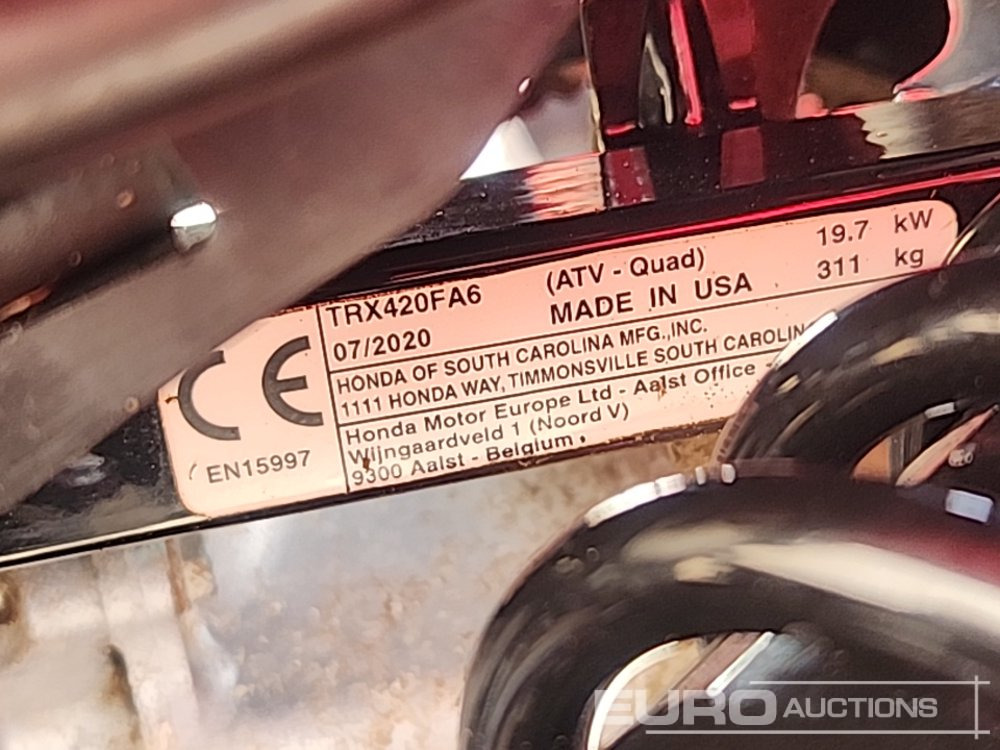 TRX420FA6 (ATV - Quad) 19.7 kW
07/2020 MADE IN USA 311 kg
HONDA OF SOUTH CAROLINA MFG.,INC.
1111 HONDA WAY, TIMMONSVILLE SOUTH
Honda Motor Europe Ltd - Aalst Office -
Wijngaardveld 1 (Noord V)
9300 Aalst - Belgium
CE
EN15997
EURO AUCTIONS